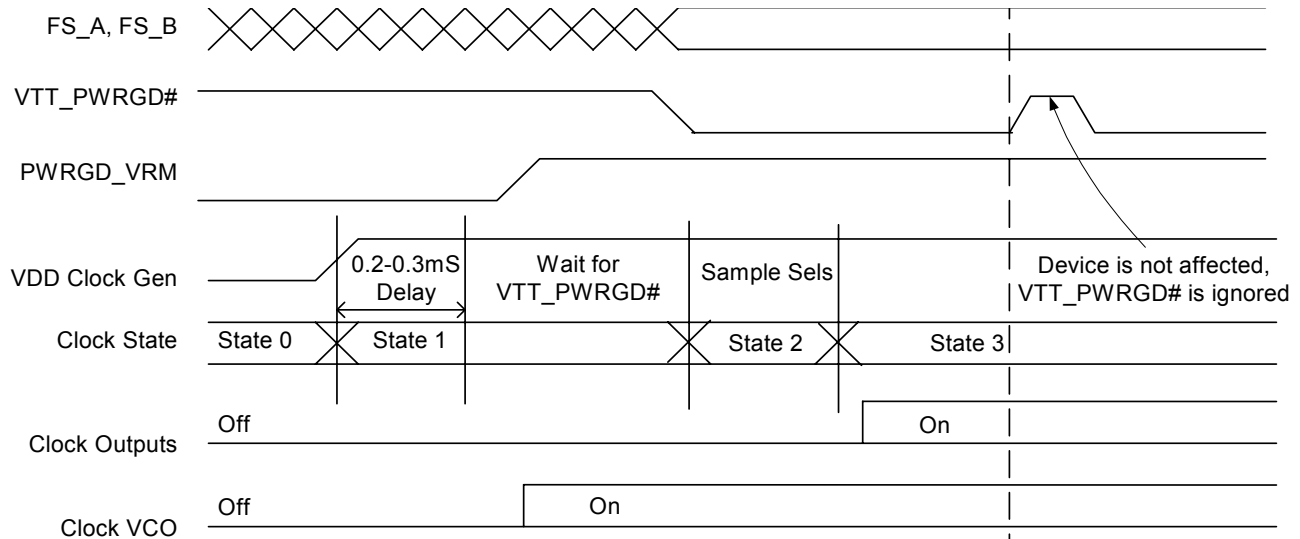 FS_A, FS_B
VTT_PWRGD#
PWRGD_VRM
VDD Clock Gen
0.2-0.3mS
Delay
Wait for
VTT_PWRGD#
Sample Sels
Device is not affected,
VTT_PWRGD# is ignored
Clock State
State 0
State 1
State 2
State 3
Clock Outputs
Off
On
Clock VCO
Off
On